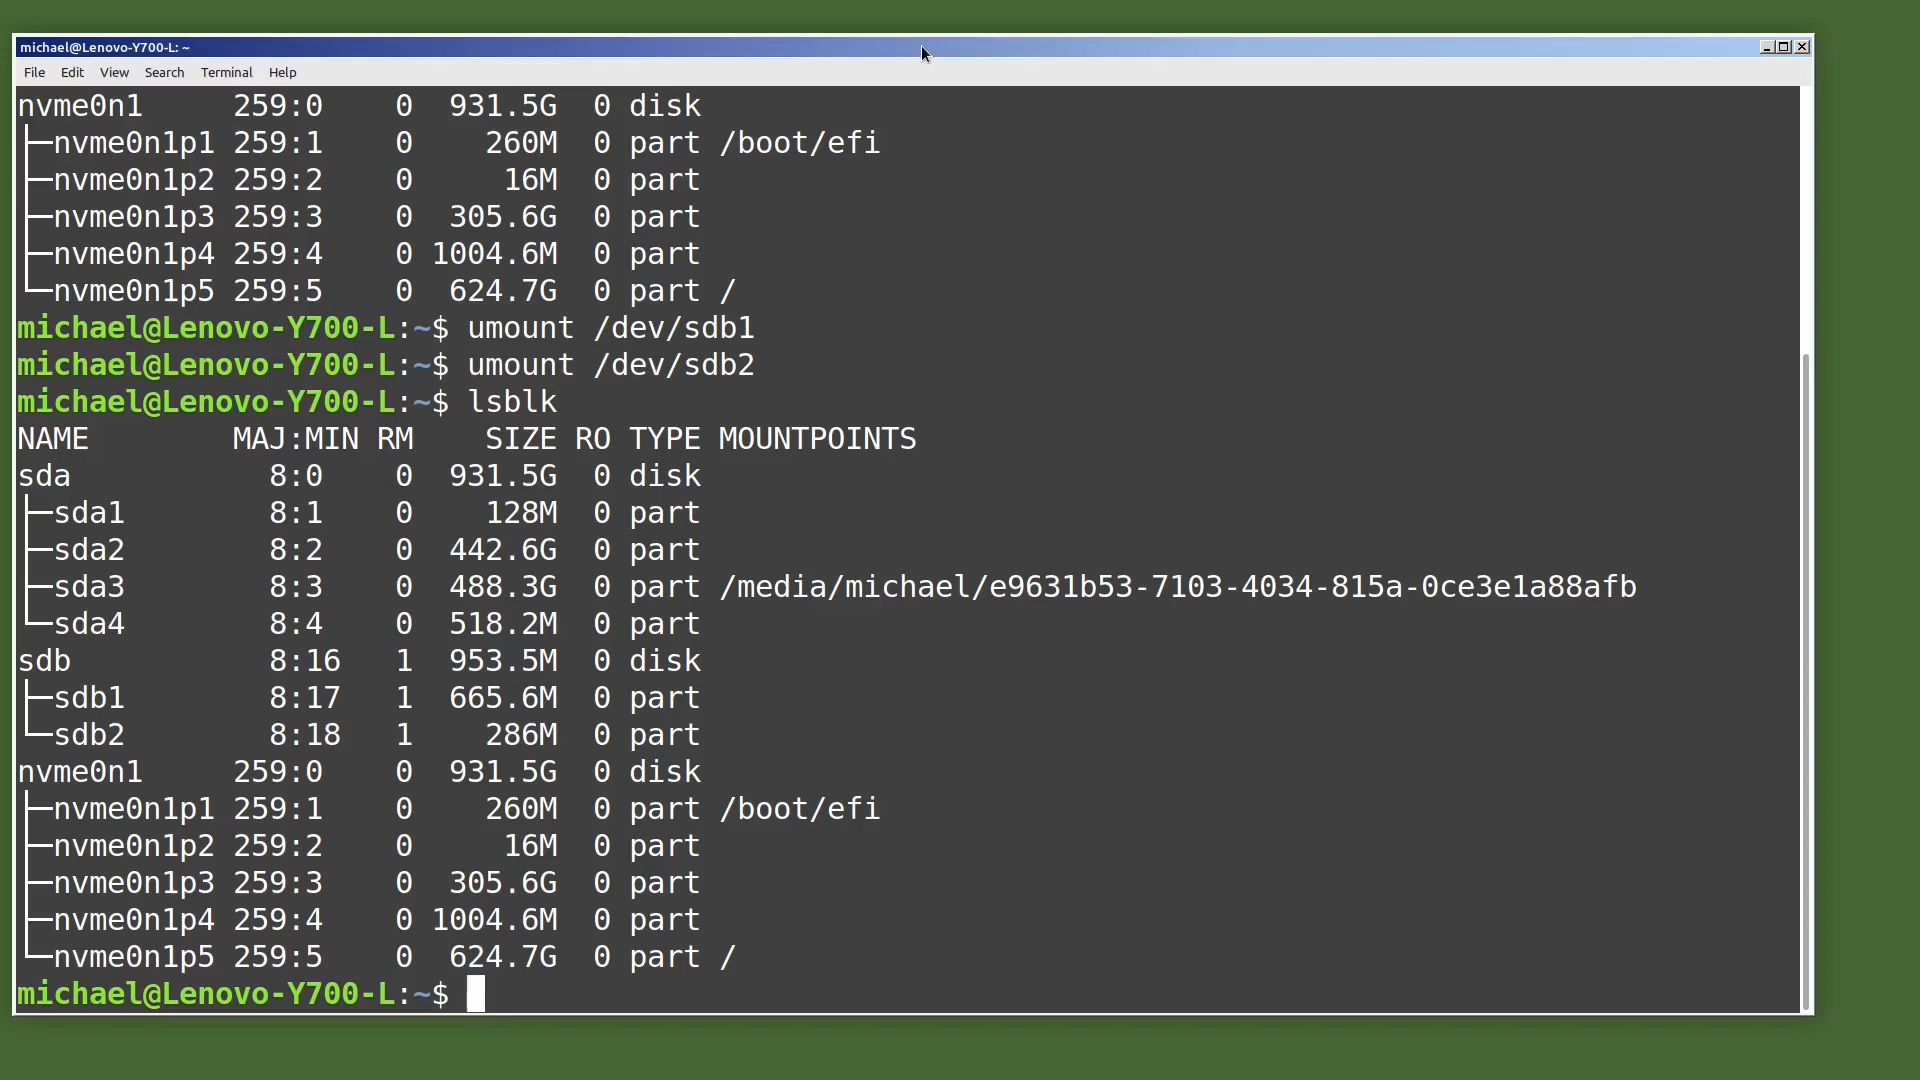 michael@Lenovo-Y700-L: ~
File Edit View Search Terminal Help
nvme0n1     259:0    0  931.5G  0 disk
├─nvme0n1p1 259:1    0    260M  0 part /boot/efi
├─nvme0n1p2 259:2    0     16M  0 part
├─nvme0n1p3 259:3    0  305.6G  0 part
├─nvme0n1p4 259:4    0 1004.6M  0 part
└─nvme0n1p5 259:5    0  624.7G  0 part /
michael@Lenovo-Y700-L:~$ umount /dev/sdb1
michael@Lenovo-Y700-L:~$ umount /dev/sdb2
michael@Lenovo-Y700-L:~$ lsblk
NAME        MAJ:MIN RM    SIZE RO TYPE MOUNTPOINTS
sda           8:0    0  931.5G  0 disk
├─sda1        8:1    0    128M  0 part
├─sda2        8:2    0  442.6G  0 part
├─sda3        8:3    0  488.3G  0 part /media/michael/e9631b53-7103-4034-815a-0ce3e1a88afb
└─sda4        8:4    0  518.2M  0 part
sdb           8:16   1  953.5M  0 disk
├─sdb1        8:17   1  665.6M  0 part
└─sdb2        8:18   1    286M  0 part
nvme0n1     259:0    0  931.5G  0 disk
├─nvme0n1p1 259:1    0    260M  0 part /boot/efi
├─nvme0n1p2 259:2    0     16M  0 part
├─nvme0n1p3 259:3    0  305.6G  0 part
├─nvme0n1p4 259:4    0 1004.6M  0 part
└─nvme0n1p5 259:5    0  624.7G  0 part /
michael@Lenovo-Y700-L:~$